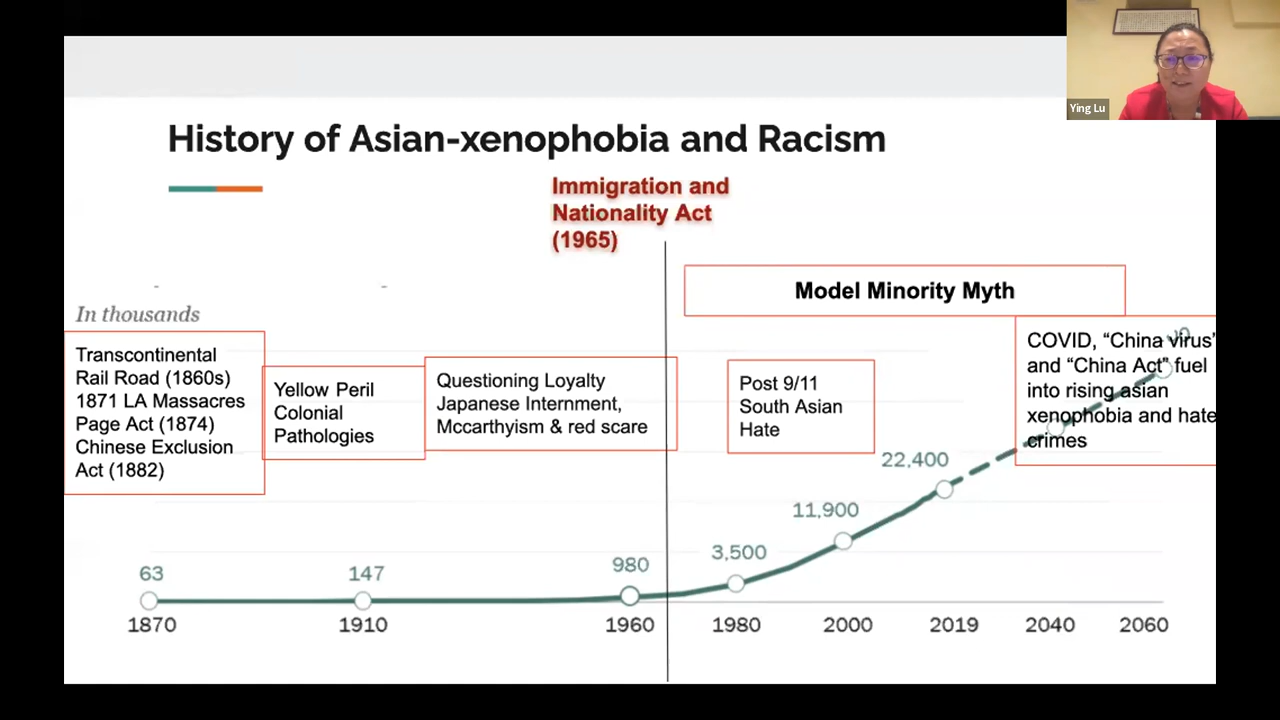 Ying Lu
History of Asian-xenophobia and Racism
Immigration and
Nationality Act
(1965)
Model Minority Myth
In thousands
Transcontinental
Rail Road (1860s)
1871 LA Massacres
Page Act (1874)
Chinese Exclusion
Act (1882)
Yellow Peril
Colonial
Pathologies
Questioning Loyalty
Japanese Internment,
Mccarthyism & red scare
Post 9/11
South Asian
Hate
COVID, “China virus”
and “China Act” fuel
into rising asian
xenophobia and hate
crimes
63
147
980
3,500
11,900
22,400
1870
1910
1960
1980
2000
2019
2040
2060